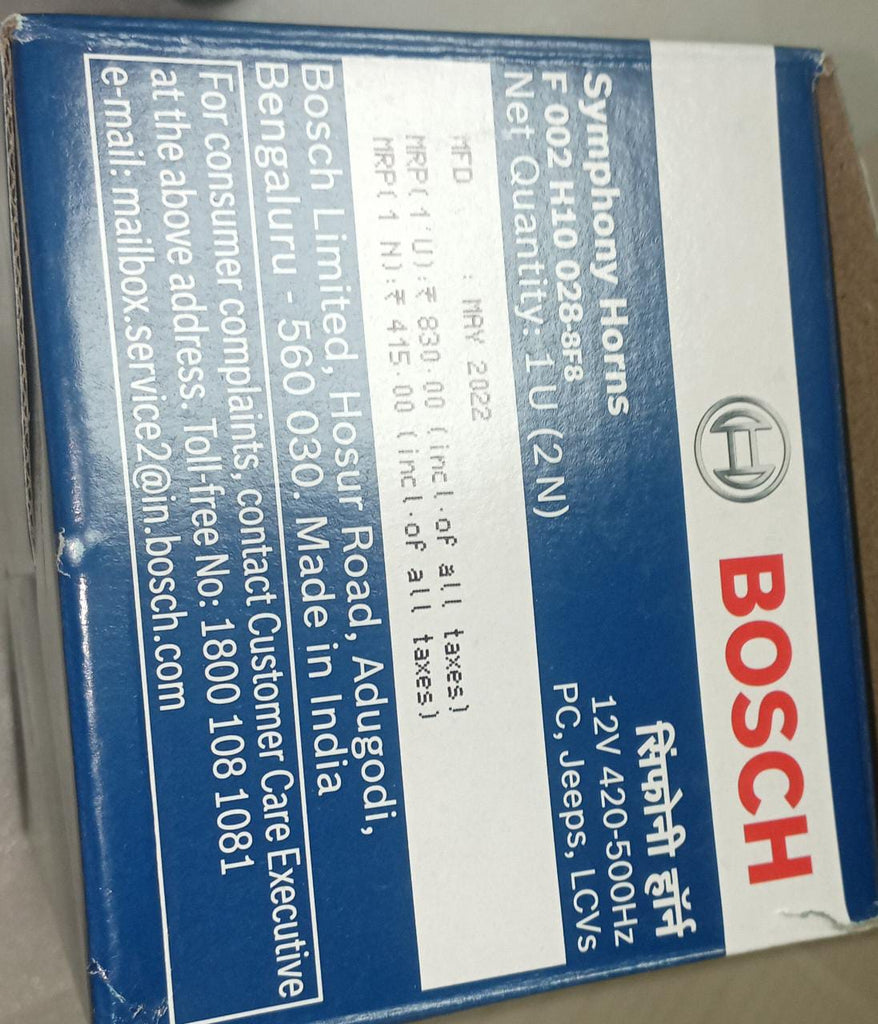 BOSCH
Symphony Horns
सिंफोनी हॉर्न
F 002 H10 028-8F8
12V 420-500Hz
Net Quantity: 1 U (2 N)
PC, Jeeps, LCVs
MFD : MAY 2022
MRP(1 U):₹ 830.00 (incl.of all taxes)
MRP(1 N):₹ 415.00 (incl.of all taxes)
Bosch Limited, Hosur Road, Adugodi,
Bengaluru - 560 030. Made in India
For consumer complaints, contact Customer Care Executive
at the above address. Toll-free No: 1800 108 1081
e-mail: mailbox.service2@in.bosch.com